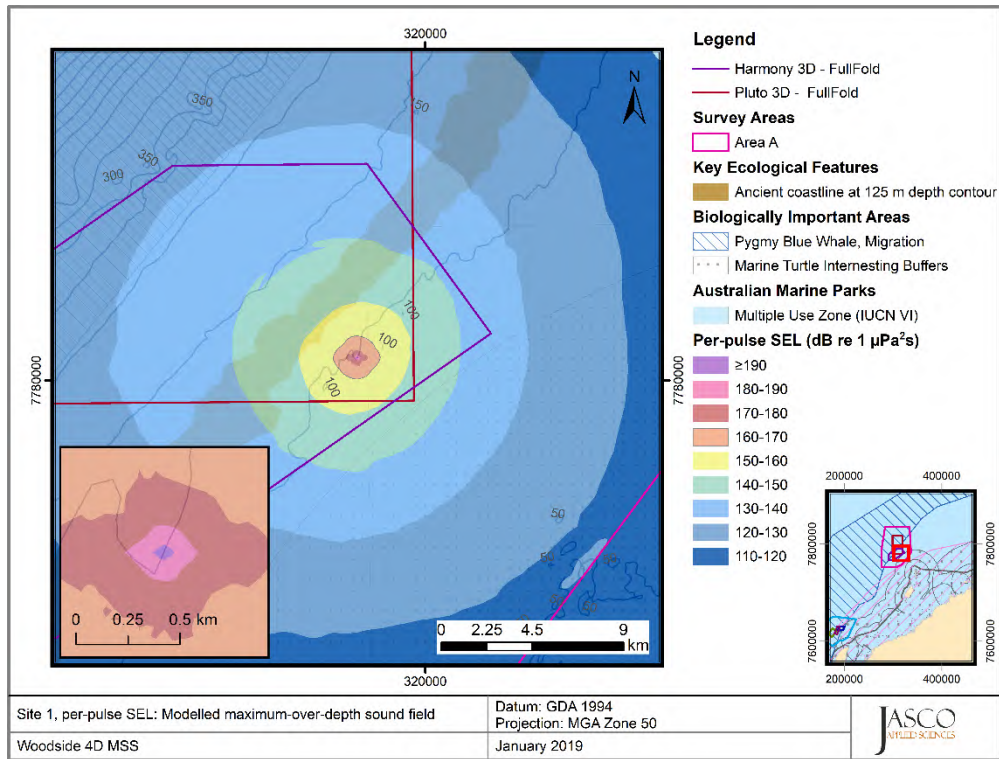 320000
Legend
N
Harmony 3D - FullFold
Pluto 3D - FullFold
Survey Areas
Area A
Key Ecological Features
Ancient coastline at 125 m depth contour
Biologically Important Areas
Pygmy Blue Whale, Migration
Marine Turtle Internesting Buffers
Australian Marine Parks
Multiple Use Zone (IUCN VI)
Per-pulse SEL (dB re 1 µPa²s)
≥190
180-190
170-180
160-170
150-160
140-150
130-140
120-130
110-120
350
350
300
150
100
100
100
100
50
7780000
7780000
0 0.25 0.5 km
0 2.25 4.5 9
km
320000
200000 400000
7800000
7800000
7600000
7600000
200000 400000
Site 1, per-pulse SEL: Modelled maximum-over-depth sound field
Datum: GDA 1994
Projection: MGA Zone 50
Woodside 4D MSS
January 2019
JASCO
APPLIED SCIENCES